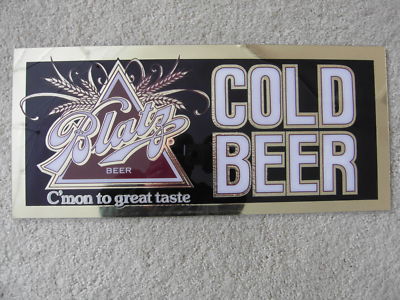 Blatz
BEER
C'mon to great taste
COLD
BEER